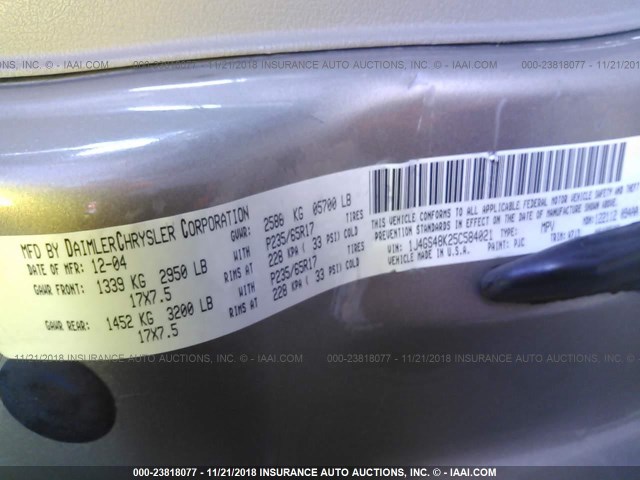 000-23818077 - 11/21/2018 INSURANCE AUTO AUCTIONS, INC. © - IAAI.COM
MFD BY DAIMLERCHRYSLER CORPORATION
DATE OF MFR: 12-04 GVWR: 2586 KG 05700 LB
GAWR FRONT: 1339 KG 2950 LB WITH P235/65R17 TIRES
17X7.5 RIMS AT 228 KPA ( 33 PSI) COLD
GAWR REAR: 1452 KG 3200 LB WITH P235/65R17 TIRES
17X7.5 RIMS AT 228 KPA ( 33 PSI) COLD
THIS VEHICLE CONFORMS TO ALL APPLICABLE FEDERAL MOTOR VEHICLE SAFETY
PREVENTION STANDARDS IN EFFECT ON THE DATE OF MANUFACTURE SHOWN ABOVE.
MDH:122112
VIN: 1J4GS48K25C584021 TYPE: MPV
VEHICLE MADE IN U.S.A. PAINT: PJC TRIM:
000-23818077 - 11/21/2018 INSURANCE AUTO AUCTIONS, INC. © - IAAI.COM
000-23818077 - 11/21/2018 INSURANCE AUTO AUCTIONS, INC. © - IAAI.COM